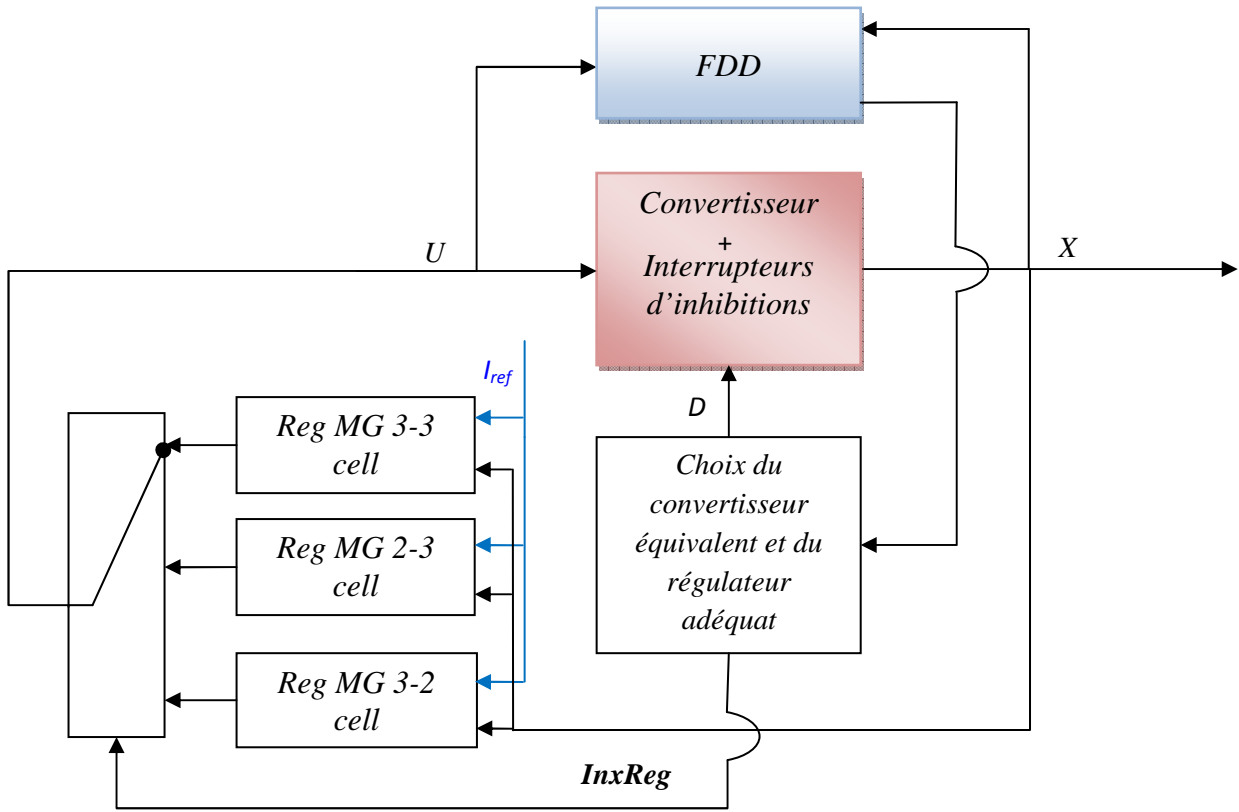 FDD
Convertisseur
+
Interrupteurs
d'inhibitions
U
X
I_ref
D
Reg MG 3-3
cell
Reg MG 2-3
cell
Reg MG 3-2
cell
Choix du
convertisseur
équivalent et du
régulateur
adéquat
InxReg